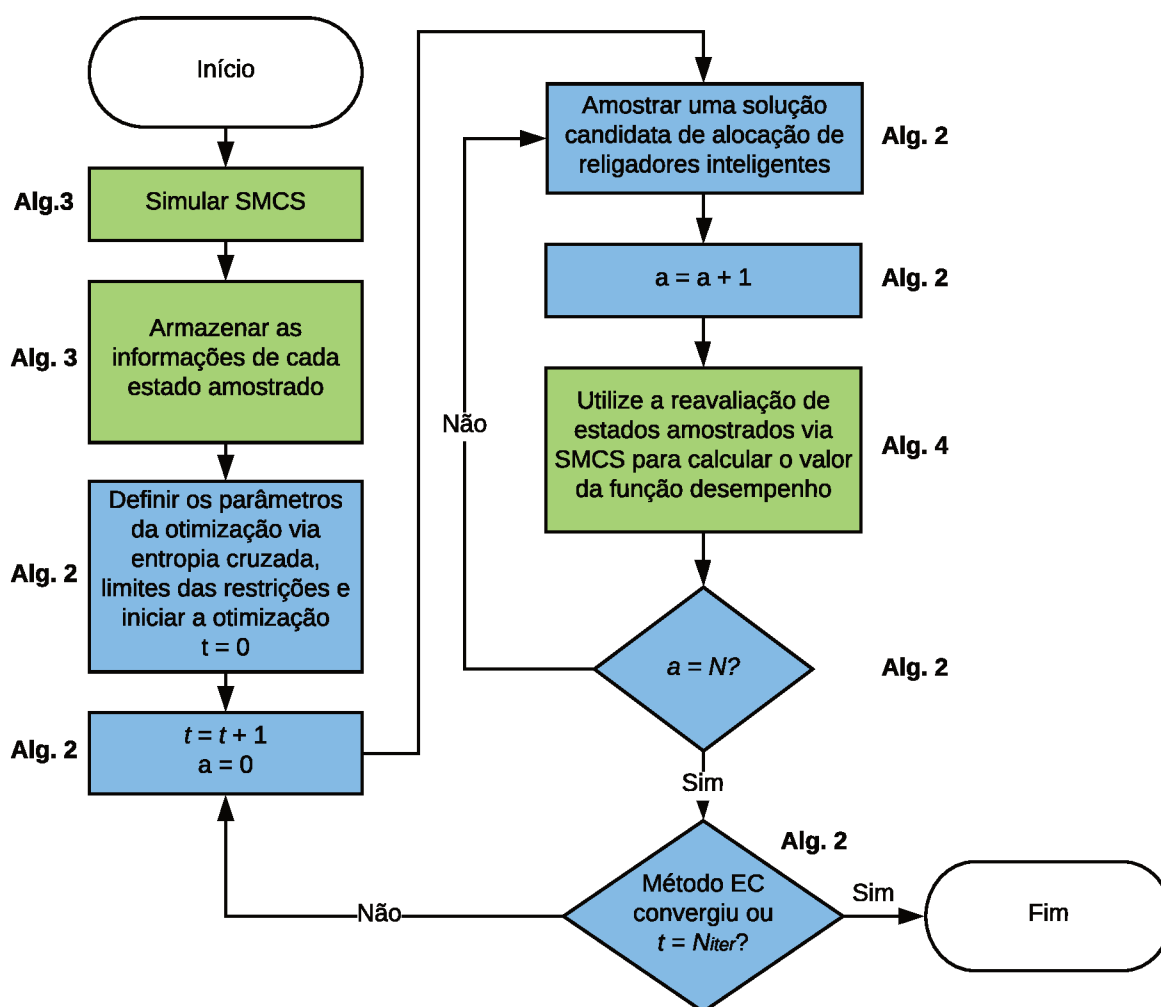 Início
Alg.3
Simular SMCS
Alg. 3
Armazenar as
informações de cada
estado amostrado
Alg. 2
Definir os parâmetros
da otimização via
entropia cruzada,
limites das restrições e
iniciar a otimização
t = 0
Alg. 2
t = t + 1
a = 0
Amostrar uma solução
candidata de alocação de
religadores inteligentes
Alg. 2
a = a + 1
Alg. 2
Utilize a reavaliação de
estados amostrados via
SMCS para calcular o valor
da função desempenho
Alg. 4
Não
a = N?
Alg. 2
Sim
Alg. 2
Método EC
convergiu ou
t = Niter?
Não
Sim
Fim